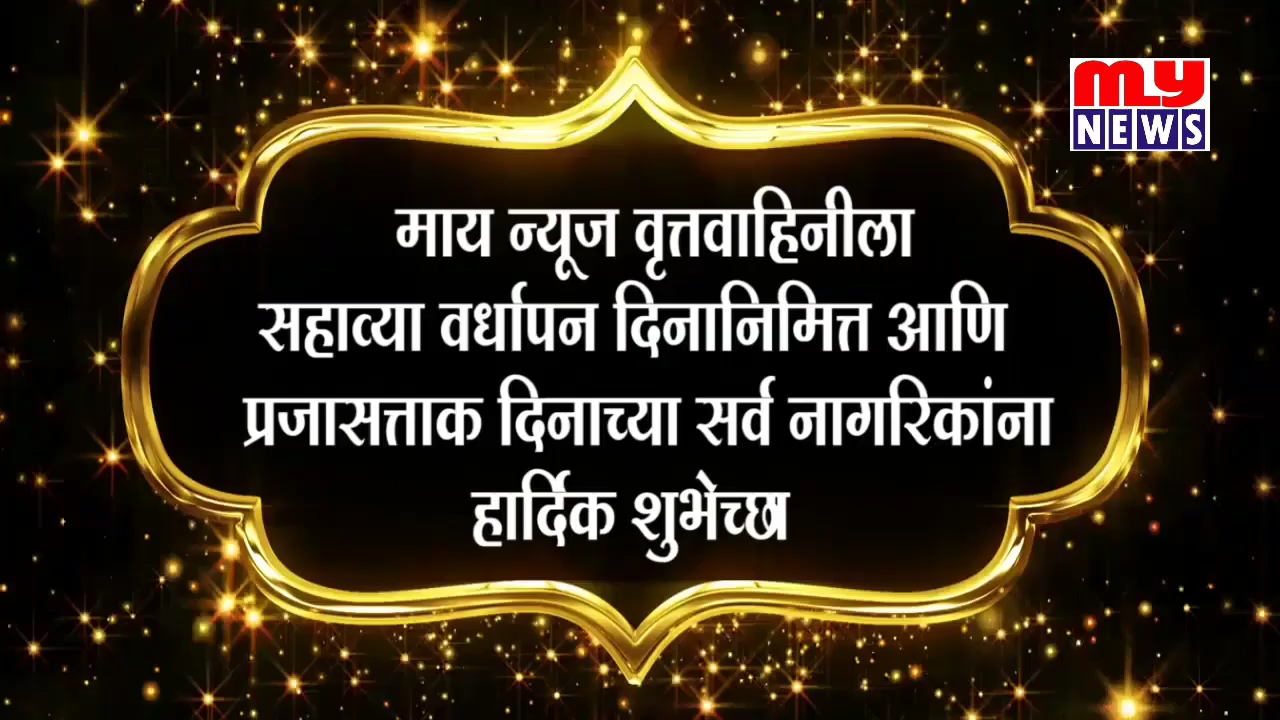 my
NEWS
माय न्यूज वृत्तवाहिनीला
सहाव्या वर्धापन दिनानिमित्त आणि
प्रजासत्ताक दिनाच्या सर्व नागरिकांना
हार्दिक शुभेच्छा